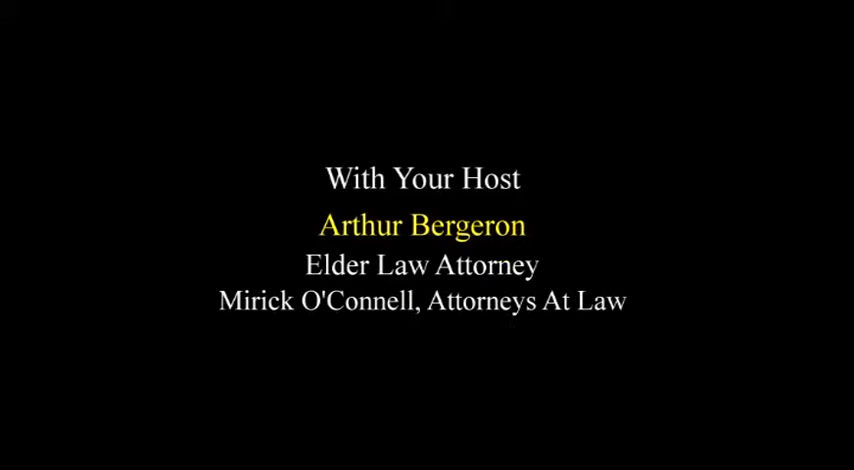 With Your Host
Arthur Bergeron
Elder Law Attorney
Mirick O'Connell, Attorneys At Law